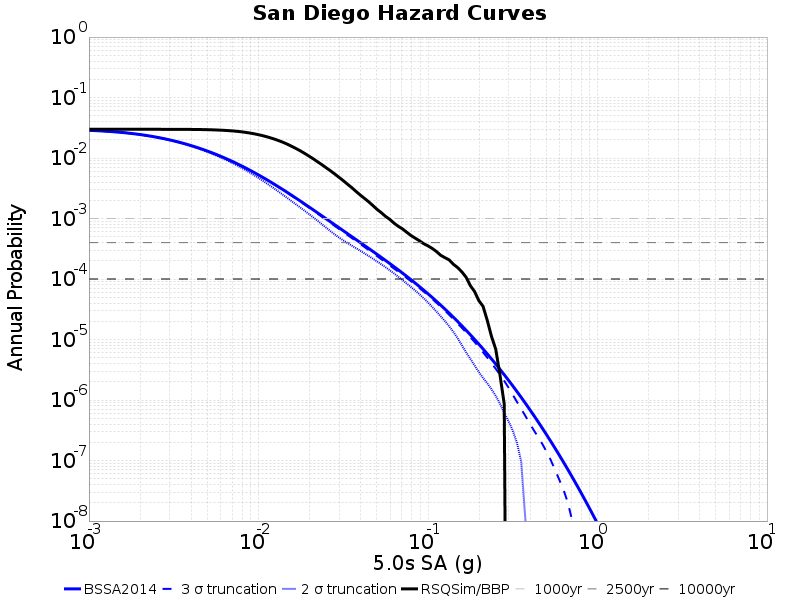 San Diego Hazard Curves
10^0
10^-1
10^-2
10^-3
10^-4
10^-5
10^-6
10^-7
10^-8
Annual Probability
10^-3 10^-2 10^-1 10^0 10^1
5.0s SA (g)
BSSA2014 3 σ truncation 2 σ truncation RSQSim/BBP 1000yr 2500yr 10000yr